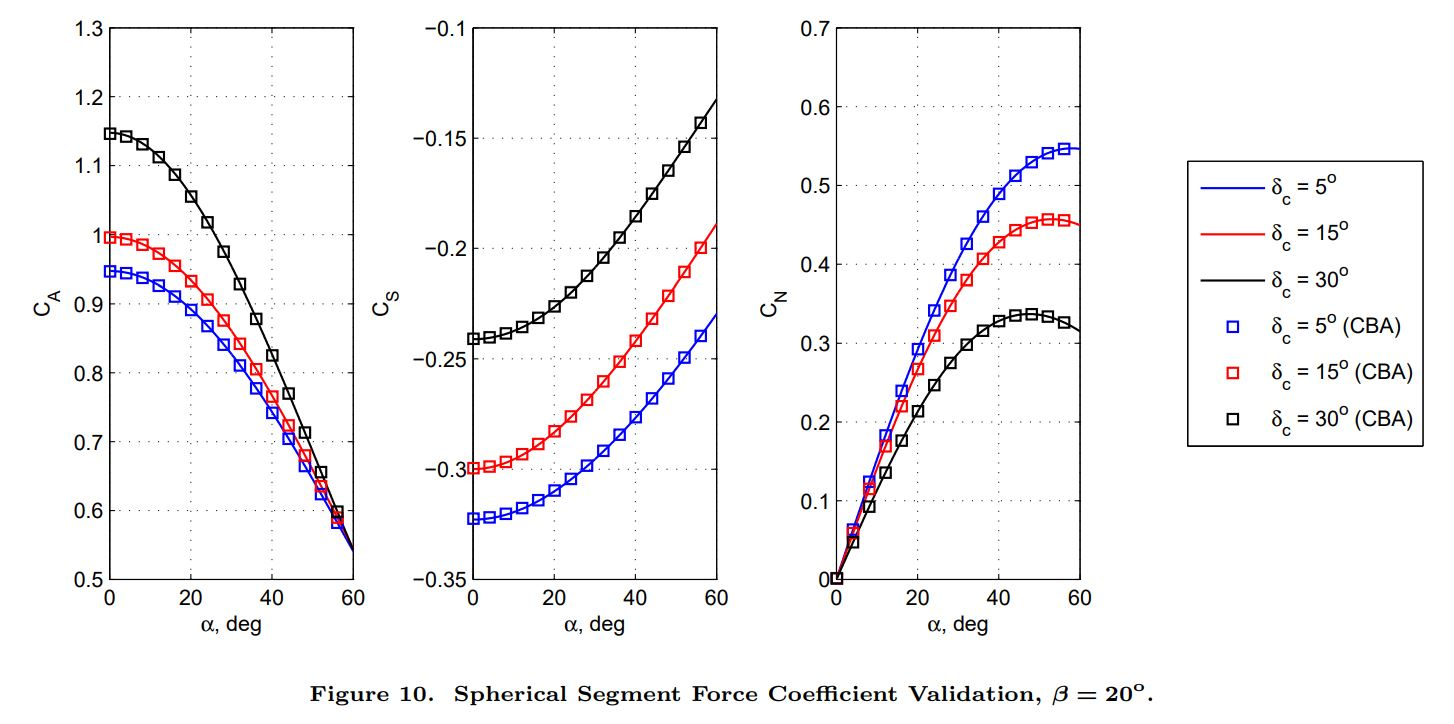 1.3
1.2
1.1
1
0.9
0.8
0.7
0.6
0.5
C_A
0 20 40 60
α, deg
−0.1
−0.15
−0.2
−0.25
−0.3
−0.35
C_S
0 20 40 60
α, deg
0.7
0.6
0.5
0.4
0.3
0.2
0.1
0
C_N
0 20 40 60
α, deg
δ_c = 5°
δ_c = 15°
δ_c = 30°
δ_c = 5° (CBA)
δ_c = 15° (CBA)
δ_c = 30° (CBA)
Figure 10. Spherical Segment Force Coefficient Validation, β = 20°.